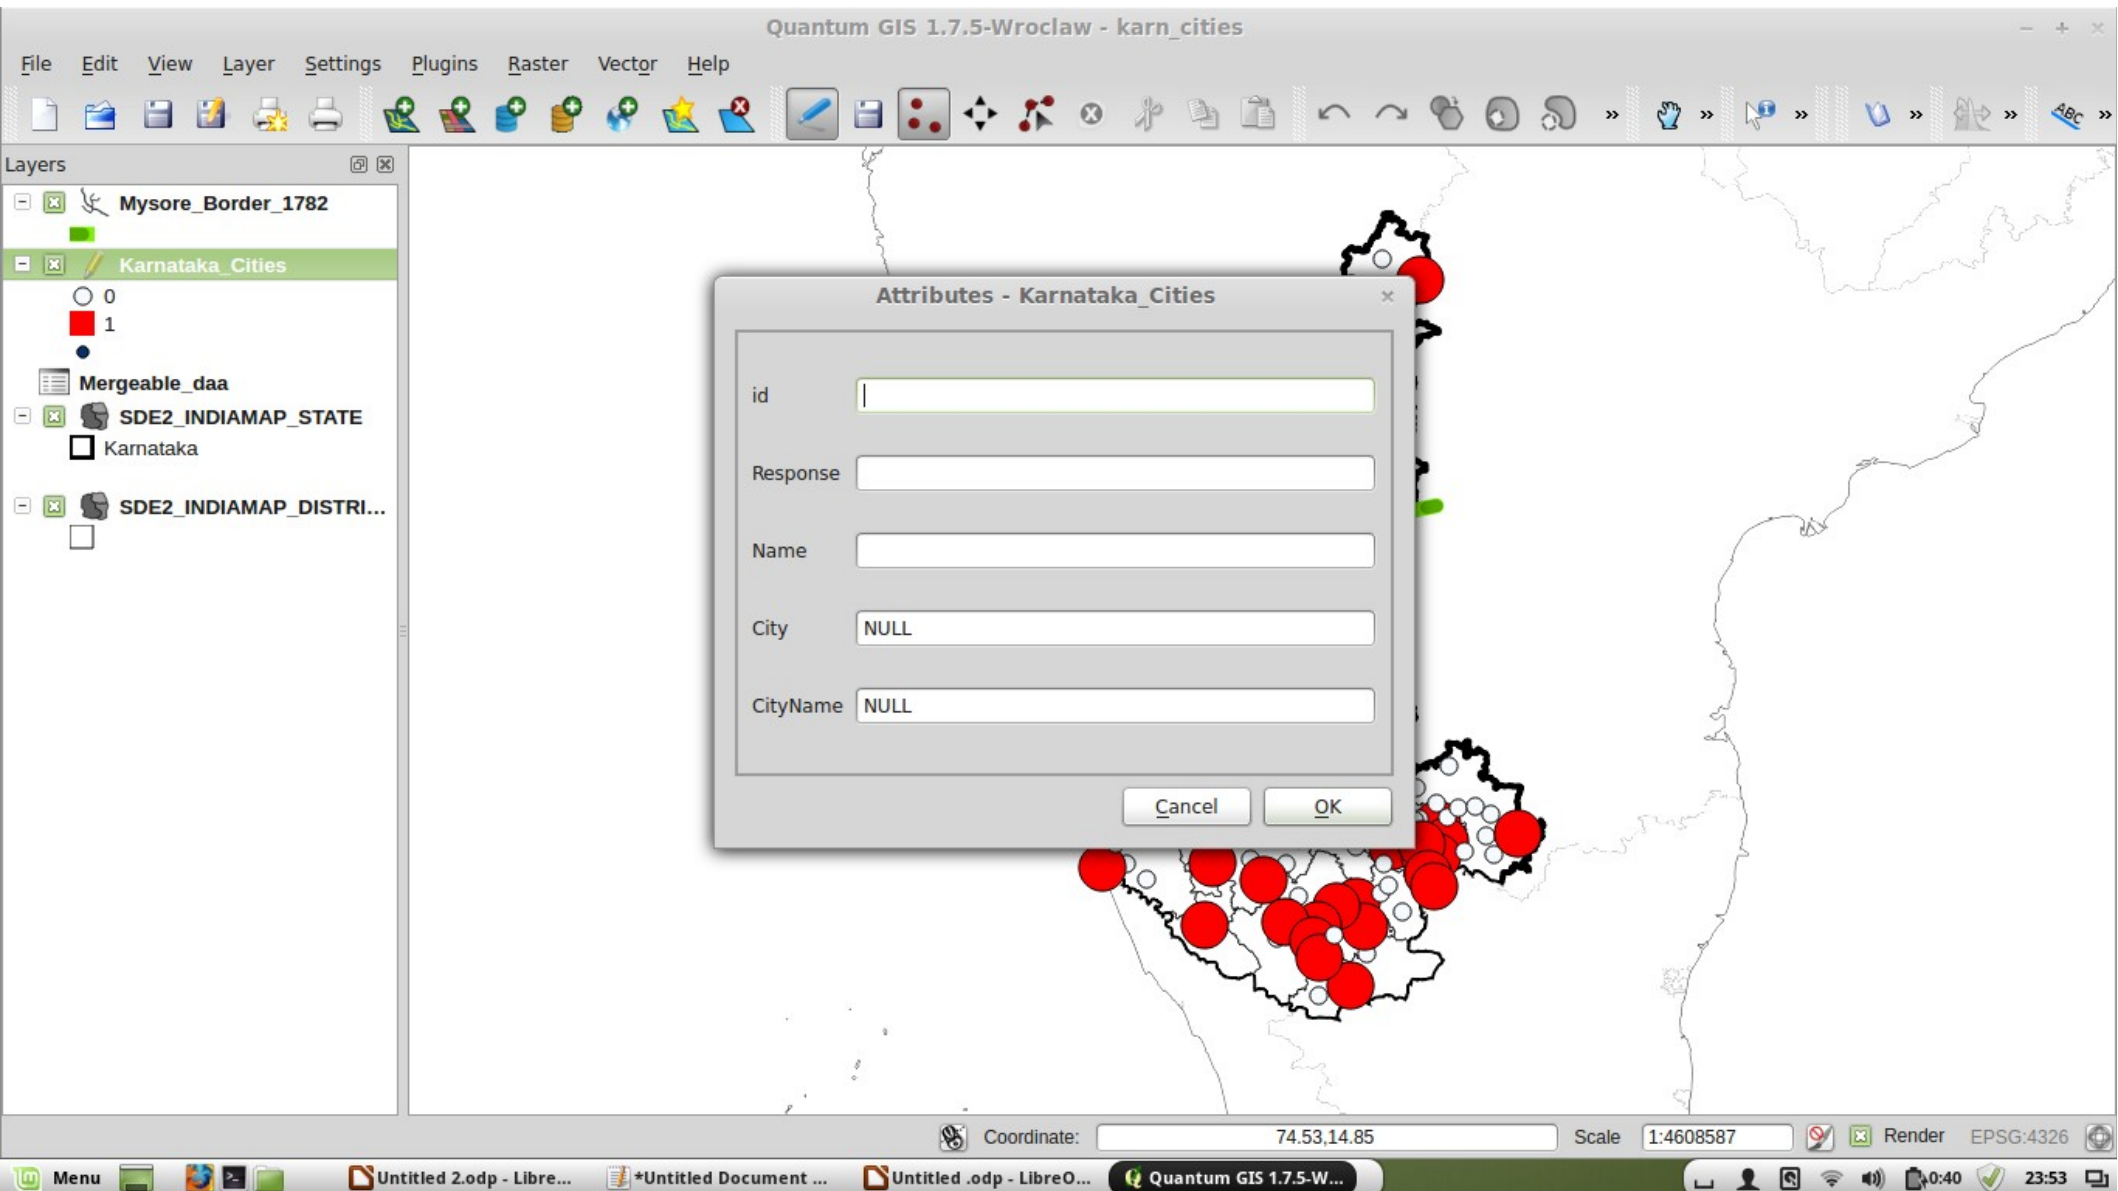 Quantum GIS 1.7.5-Wroclaw - karn_cities
File Edit View Layer Settings Plugins Raster Vector Help
ABC
Layers
Mysore_Border_1782
Karnataka_Cities
0
1
Mergeable_daa
SDE2_INDIAMAP_STATE
Karnataka
SDE2_INDIAMAP_DISTRI...
Attributes - Karnataka_Cities
id
Response
Name
City NULL
CityName NULL
Cancel OK
Coordinate: 74.53,14.85 Scale 1:4608587 Render EPSG:4326
Menu Untitled 2.odp - Libre... *Untitled Document ... Untitled .odp - LibreO... Quantum GIS 1.7.5-W... 0:40 23:53